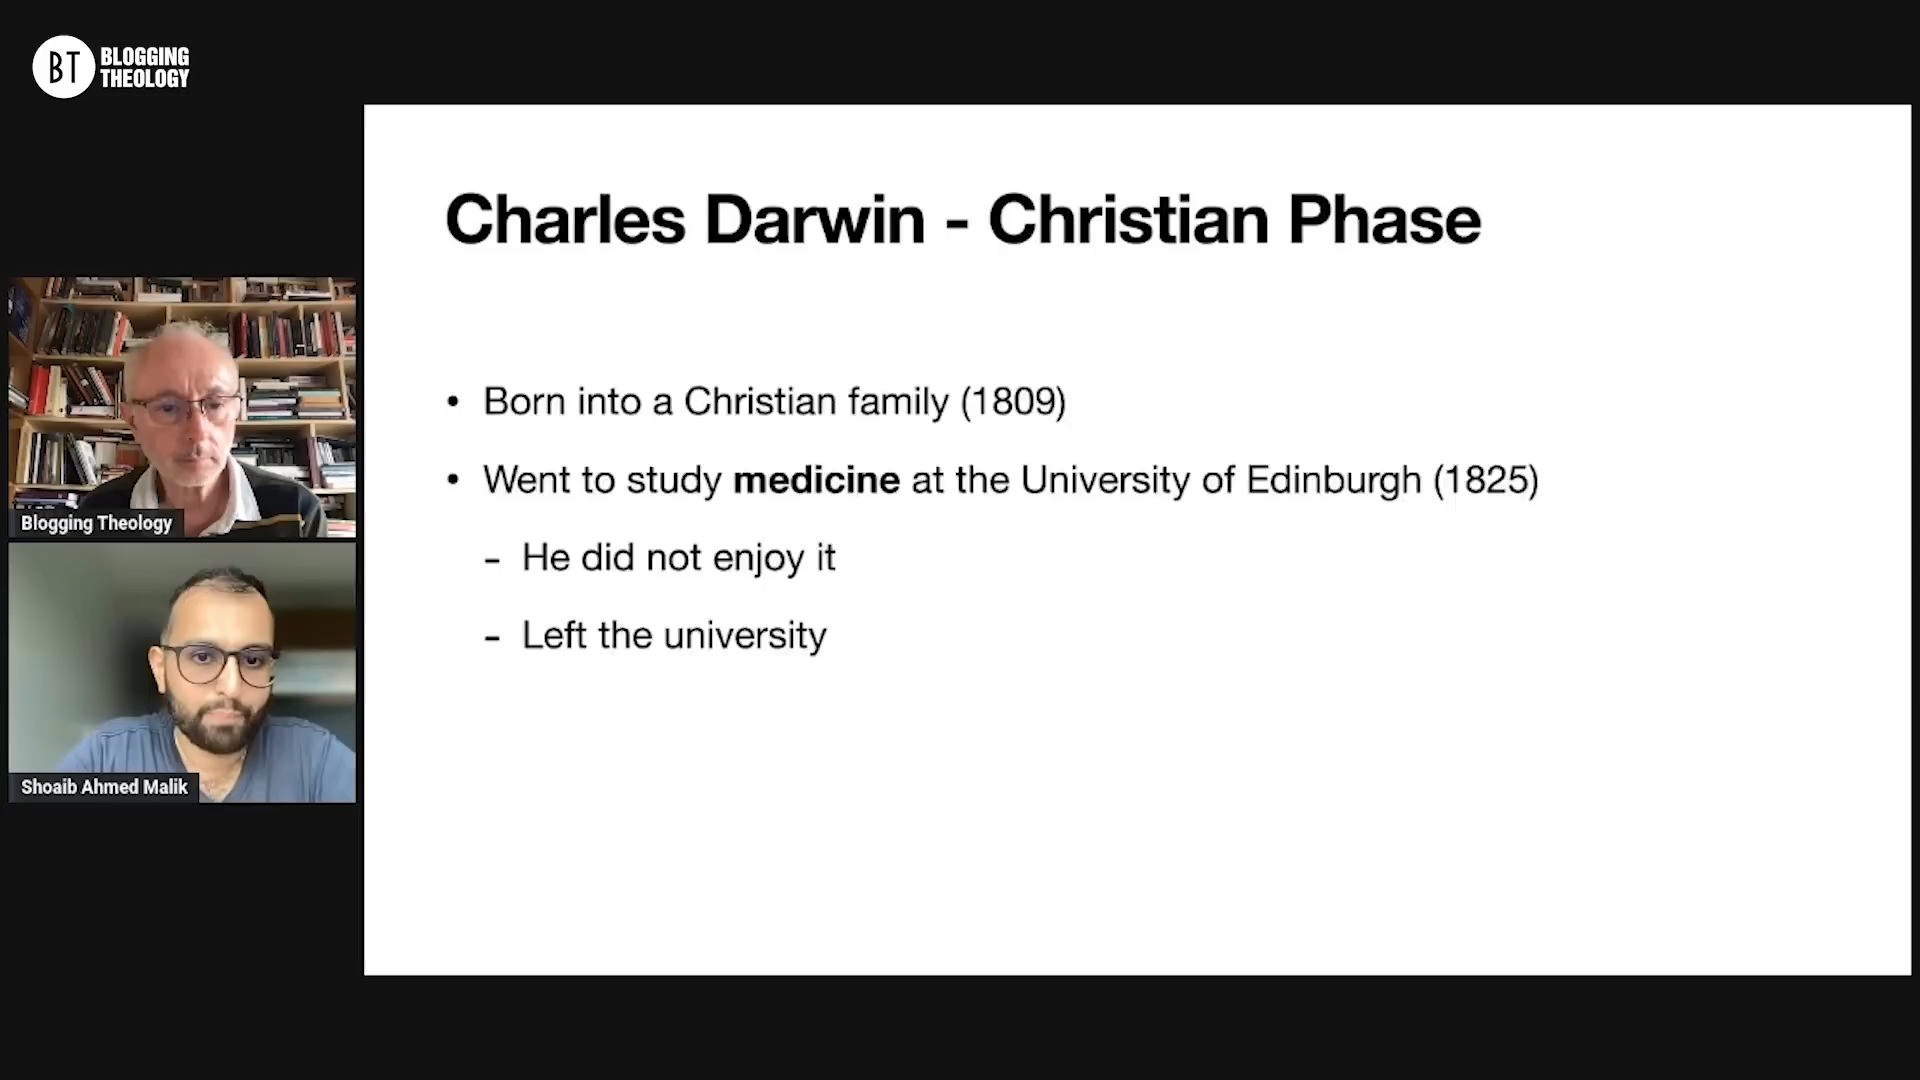 BT BLOGGING
THEOLOGY
Charles Darwin - Christian Phase
• Born into a Christian family (1809)
• Went to study medicine at the University of Edinburgh (1825)
- He did not enjoy it
- Left the university
Blogging Theology
Shoaib Ahmed Malik